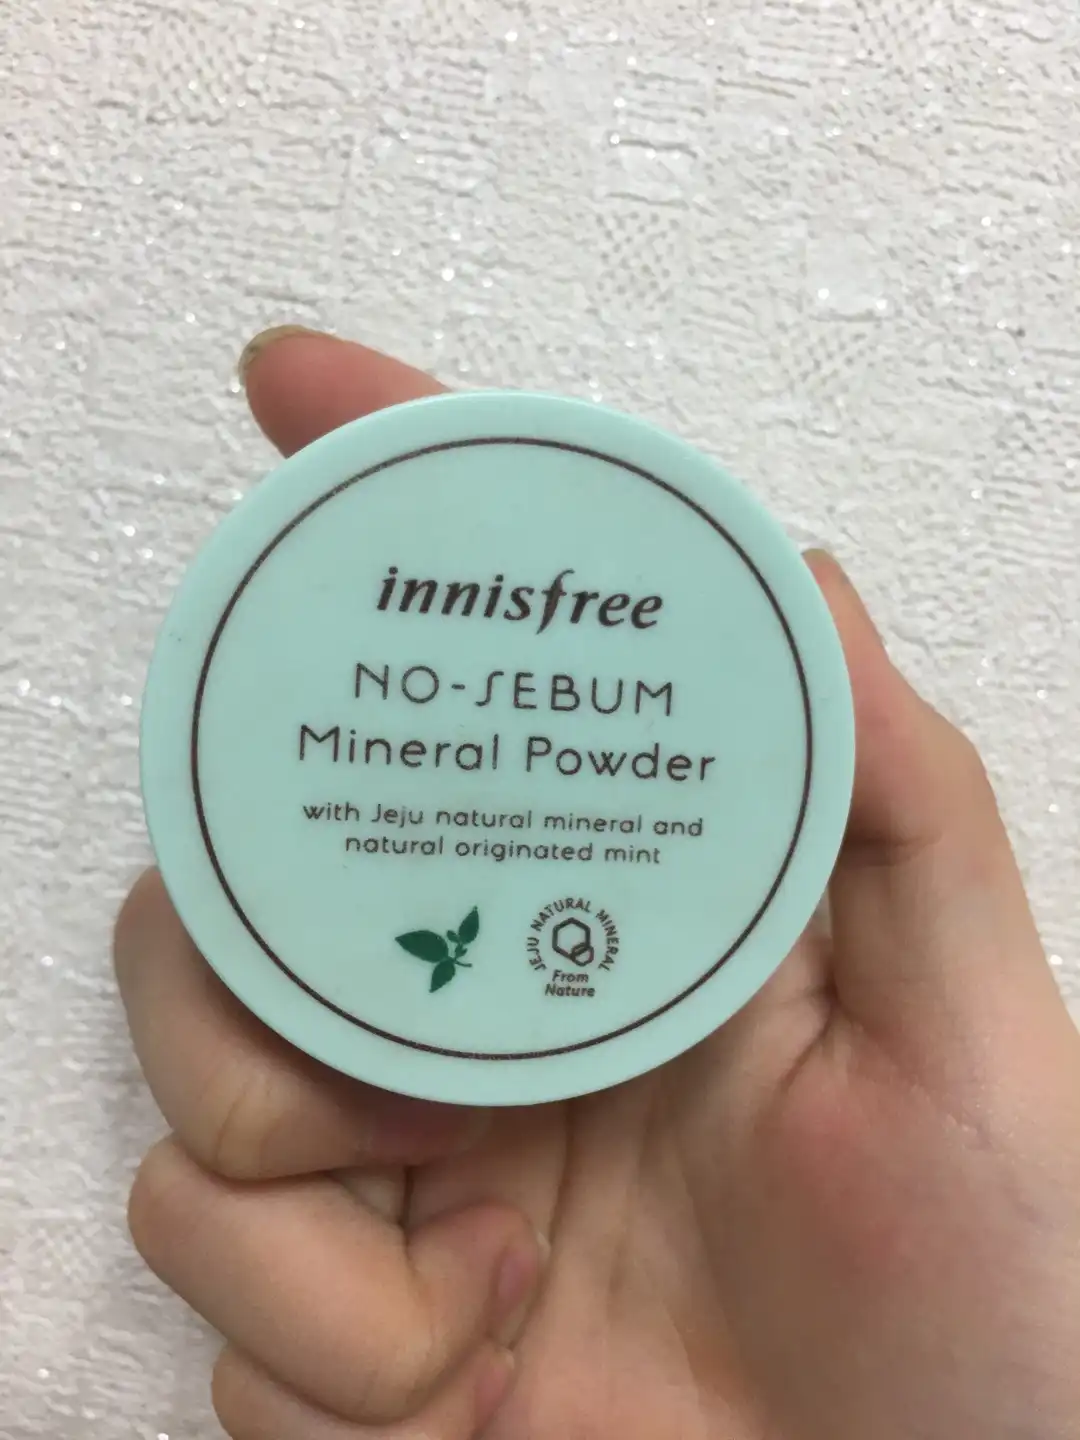 innisfree
NO-SEBUM
Mineral Powder
with Jeju natural mineral and
natural originated mint
JEJU NATURAL MINERAL
From
Nature